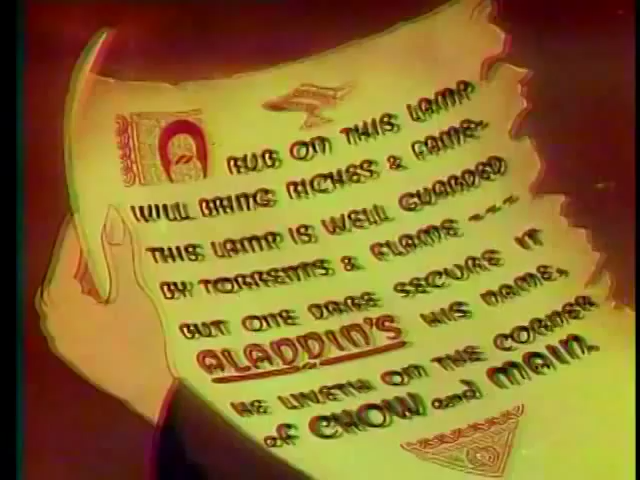 A RUB ON THIS LAMP
WILL BRING RICHES & FAME-
THIS LAMP IS WELL GUARDED
BY TORRENTS & FLAME ---
BUT ONE DARE SECURE IT
ALADDIN'S HIS NAME,
HE LIVETH ON THE CORNER
of CHOW and MAIN.